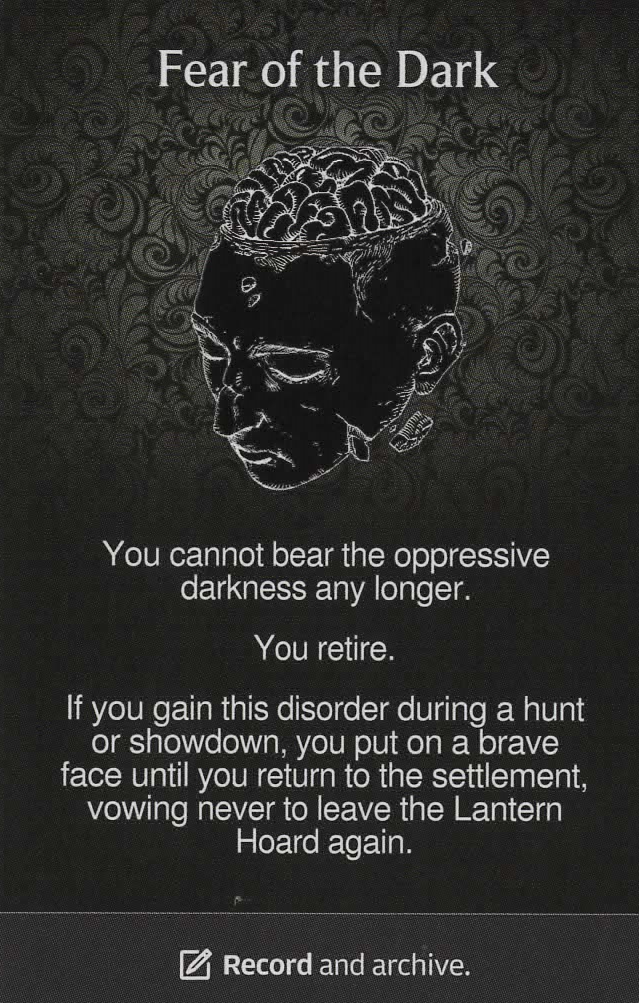 Fear of the Dark
You cannot bear the oppressive
darkness any longer.
You retire.
If you gain this disorder during a hunt
or showdown, you put on a brave
face until you return to the settlement,
vowing never to leave the Lantern
Hoard again.
Record and archive.